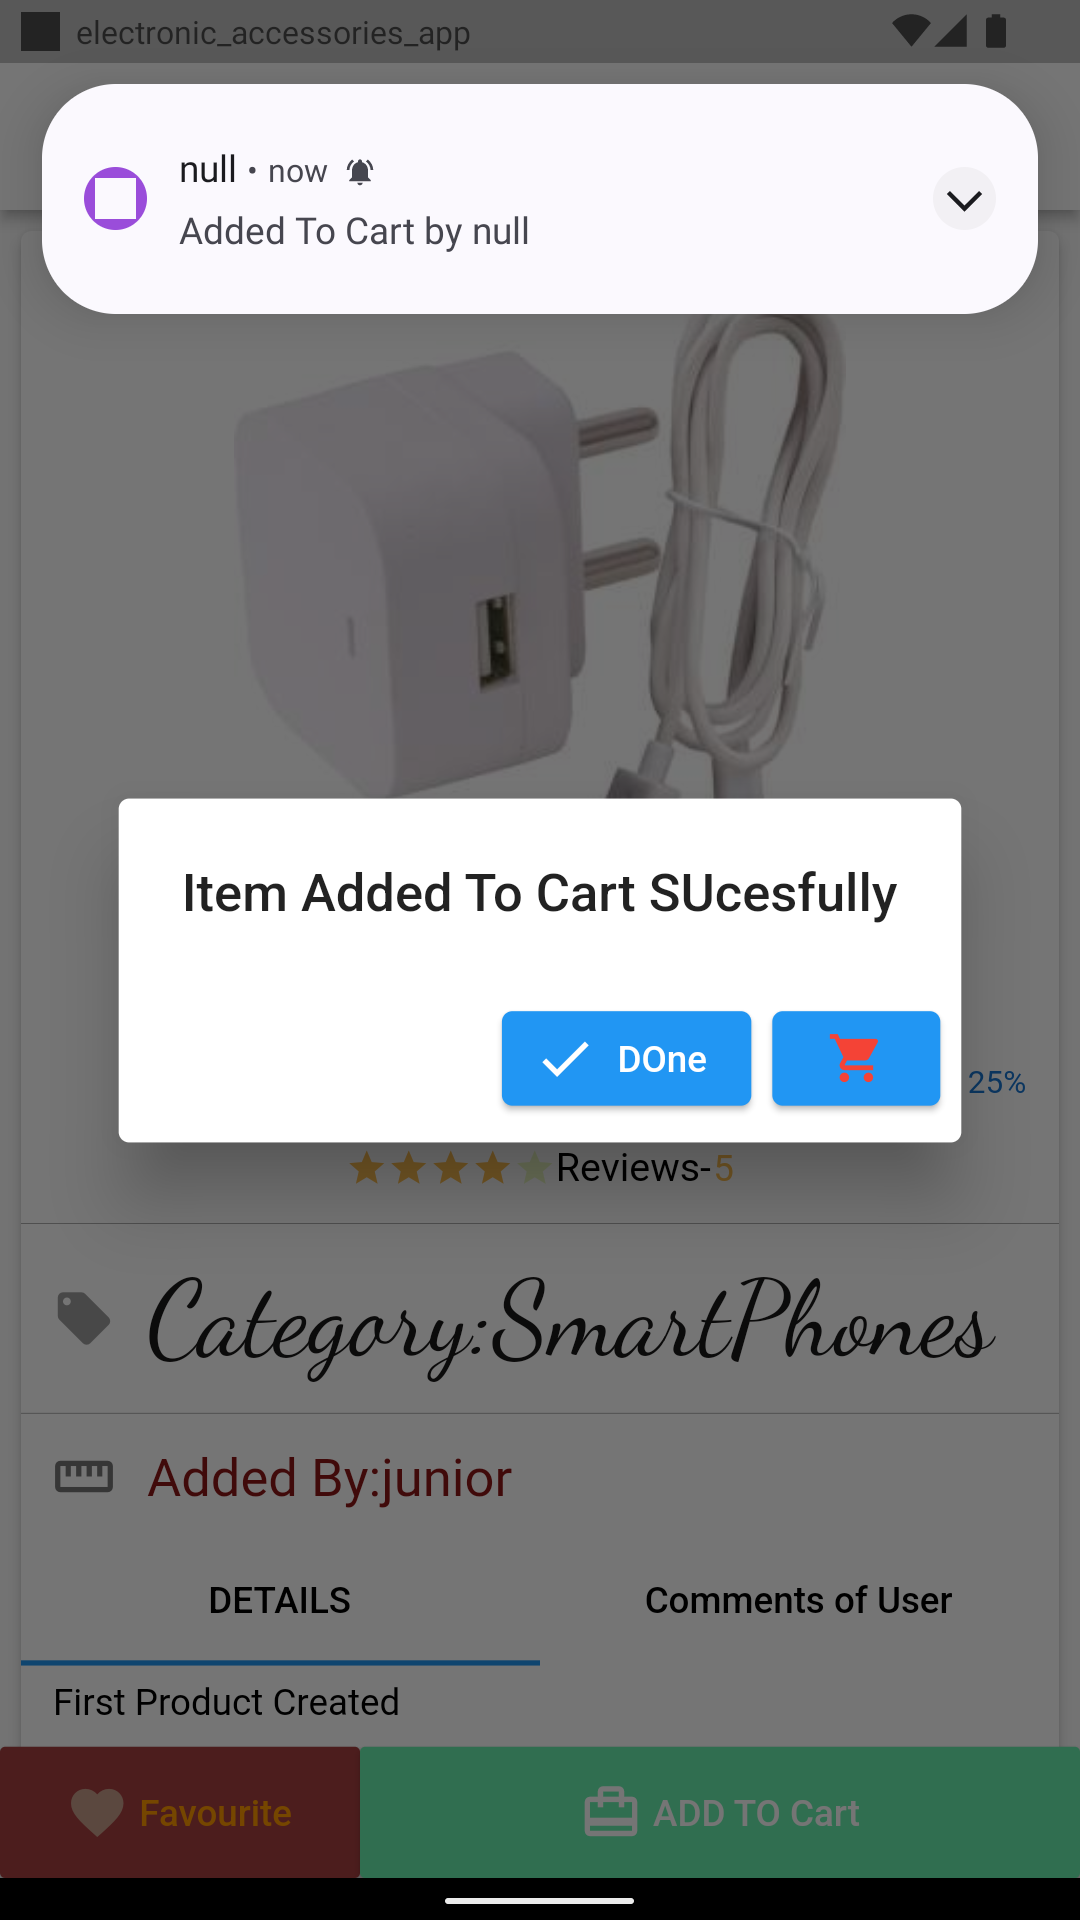 electronic_accessories_app
null • now
Added To Cart by null
Item Added To Cart SUcesfully
DOne
25%
Reviews-5
Category:SmartPhones
Added By:junior
DETAILS
Comments of User
First Product Created
Favourite
ADD TO Cart